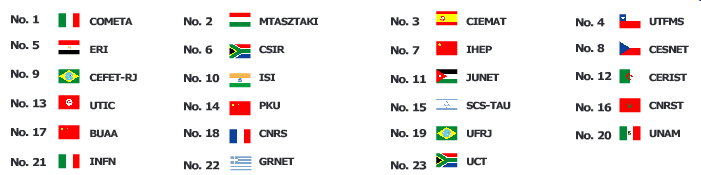 No. 1 COMETA No. 2 MTASZTAKI No. 3 CIEMAT No. 4 UTFMS
No. 5 ERI No. 6 CSIR No. 7 IHEP No. 8 CESNET
No. 9 CEFET-RJ No. 10 ISI No. 11 JUNET No. 12 CERIST
No. 13 UTIC No. 14 PKU No. 15 SCS-TAU No. 16 CNRST
No. 17 BUAA No. 18 CNRS No. 19 UFRJ No. 20 UNAM
No. 21 INFN No. 22 GRNET No. 23 UCT